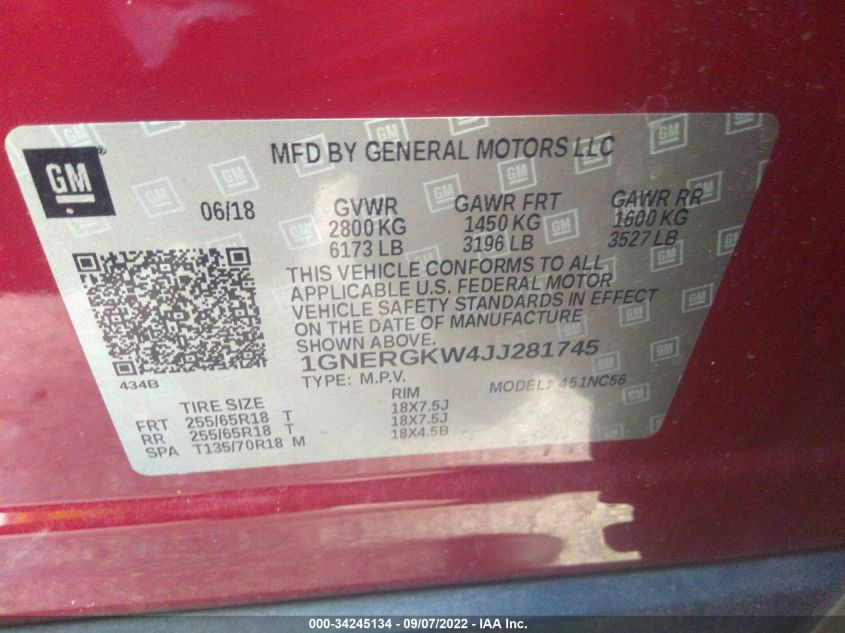 MFD BY GENERAL MOTORS LLC
GM
06/18 GVWR GAWR FRT GAWR RR
2800 KG 1450 KG 1600 KG
6173 LB 3196 LB 3527 LB
THIS VEHICLE CONFORMS TO ALL
APPLICABLE U.S. FEDERAL MOTOR
VEHICLE SAFETY STANDARDS IN EFFECT
ON THE DATE OF MANUFACTURE
SHOWN ABOVE.
1GNERGKW4JJ281745
434B TYPE: M.P.V. MODEL: 451NC56
TIRE SIZE RIM
FRT 255/65R18 T 18X7.5J
RR 255/65R18 T 18X7.5J
SPA T135/70R18 M 18X4.5B
000-34245134 - 09/07/2022 - IAA Inc.